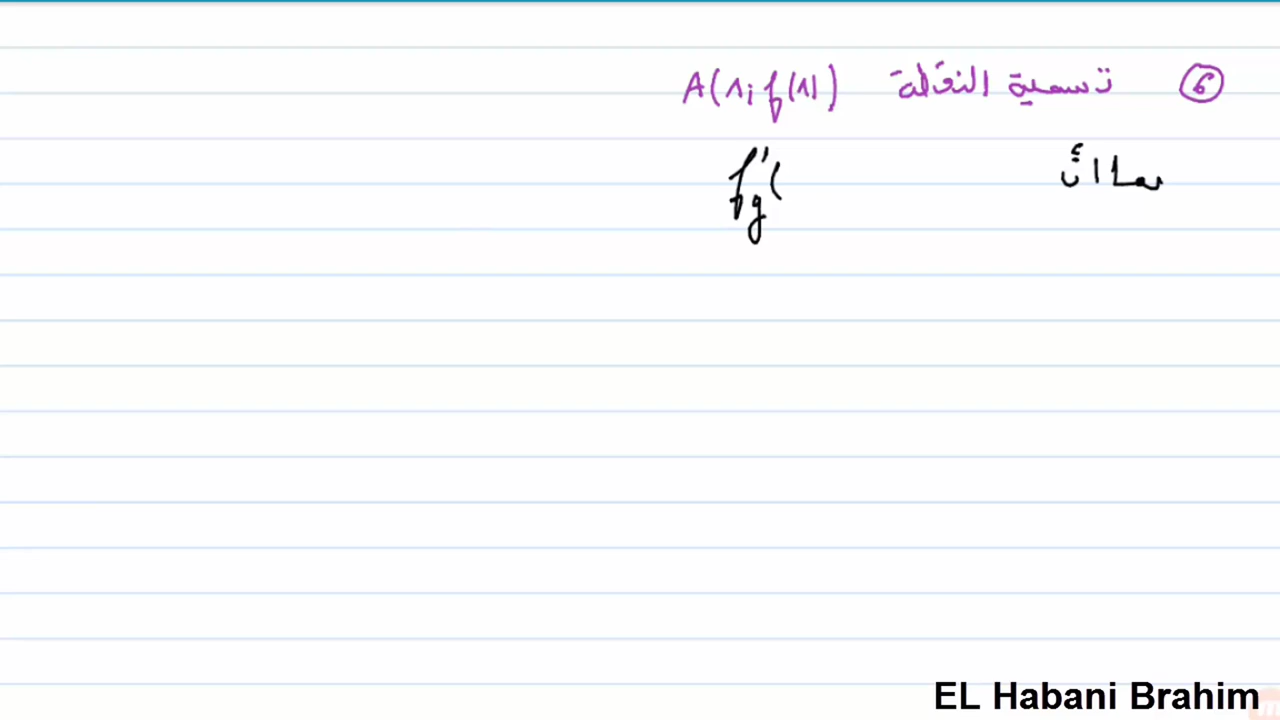 ⑥ تسمية النقطة A(1; f(1))
بما أنّ f'g(
EL Habani Brahim